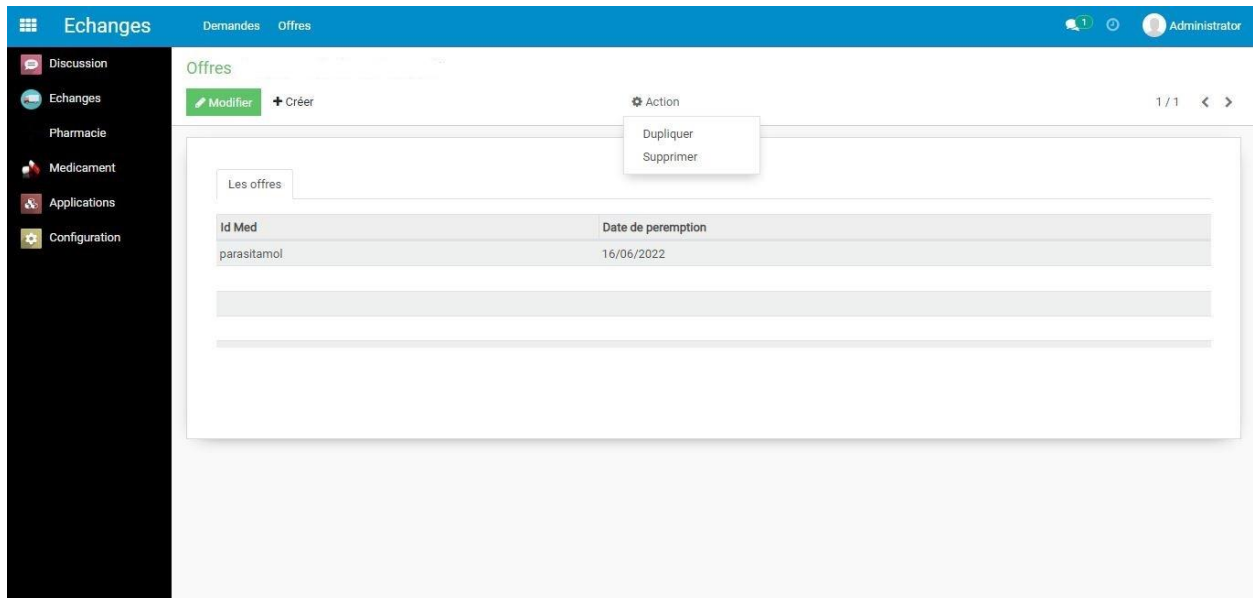 Echanges Demandes Offres 1 Administrator
Discussion
Echanges
Pharmacie
Medicament
Applications
Configuration
Offres
Modifier Créer Action 1 / 1
Dupliquer
Supprimer
Les offres
Id Med Date de peremption
parasitamol 16/06/2022